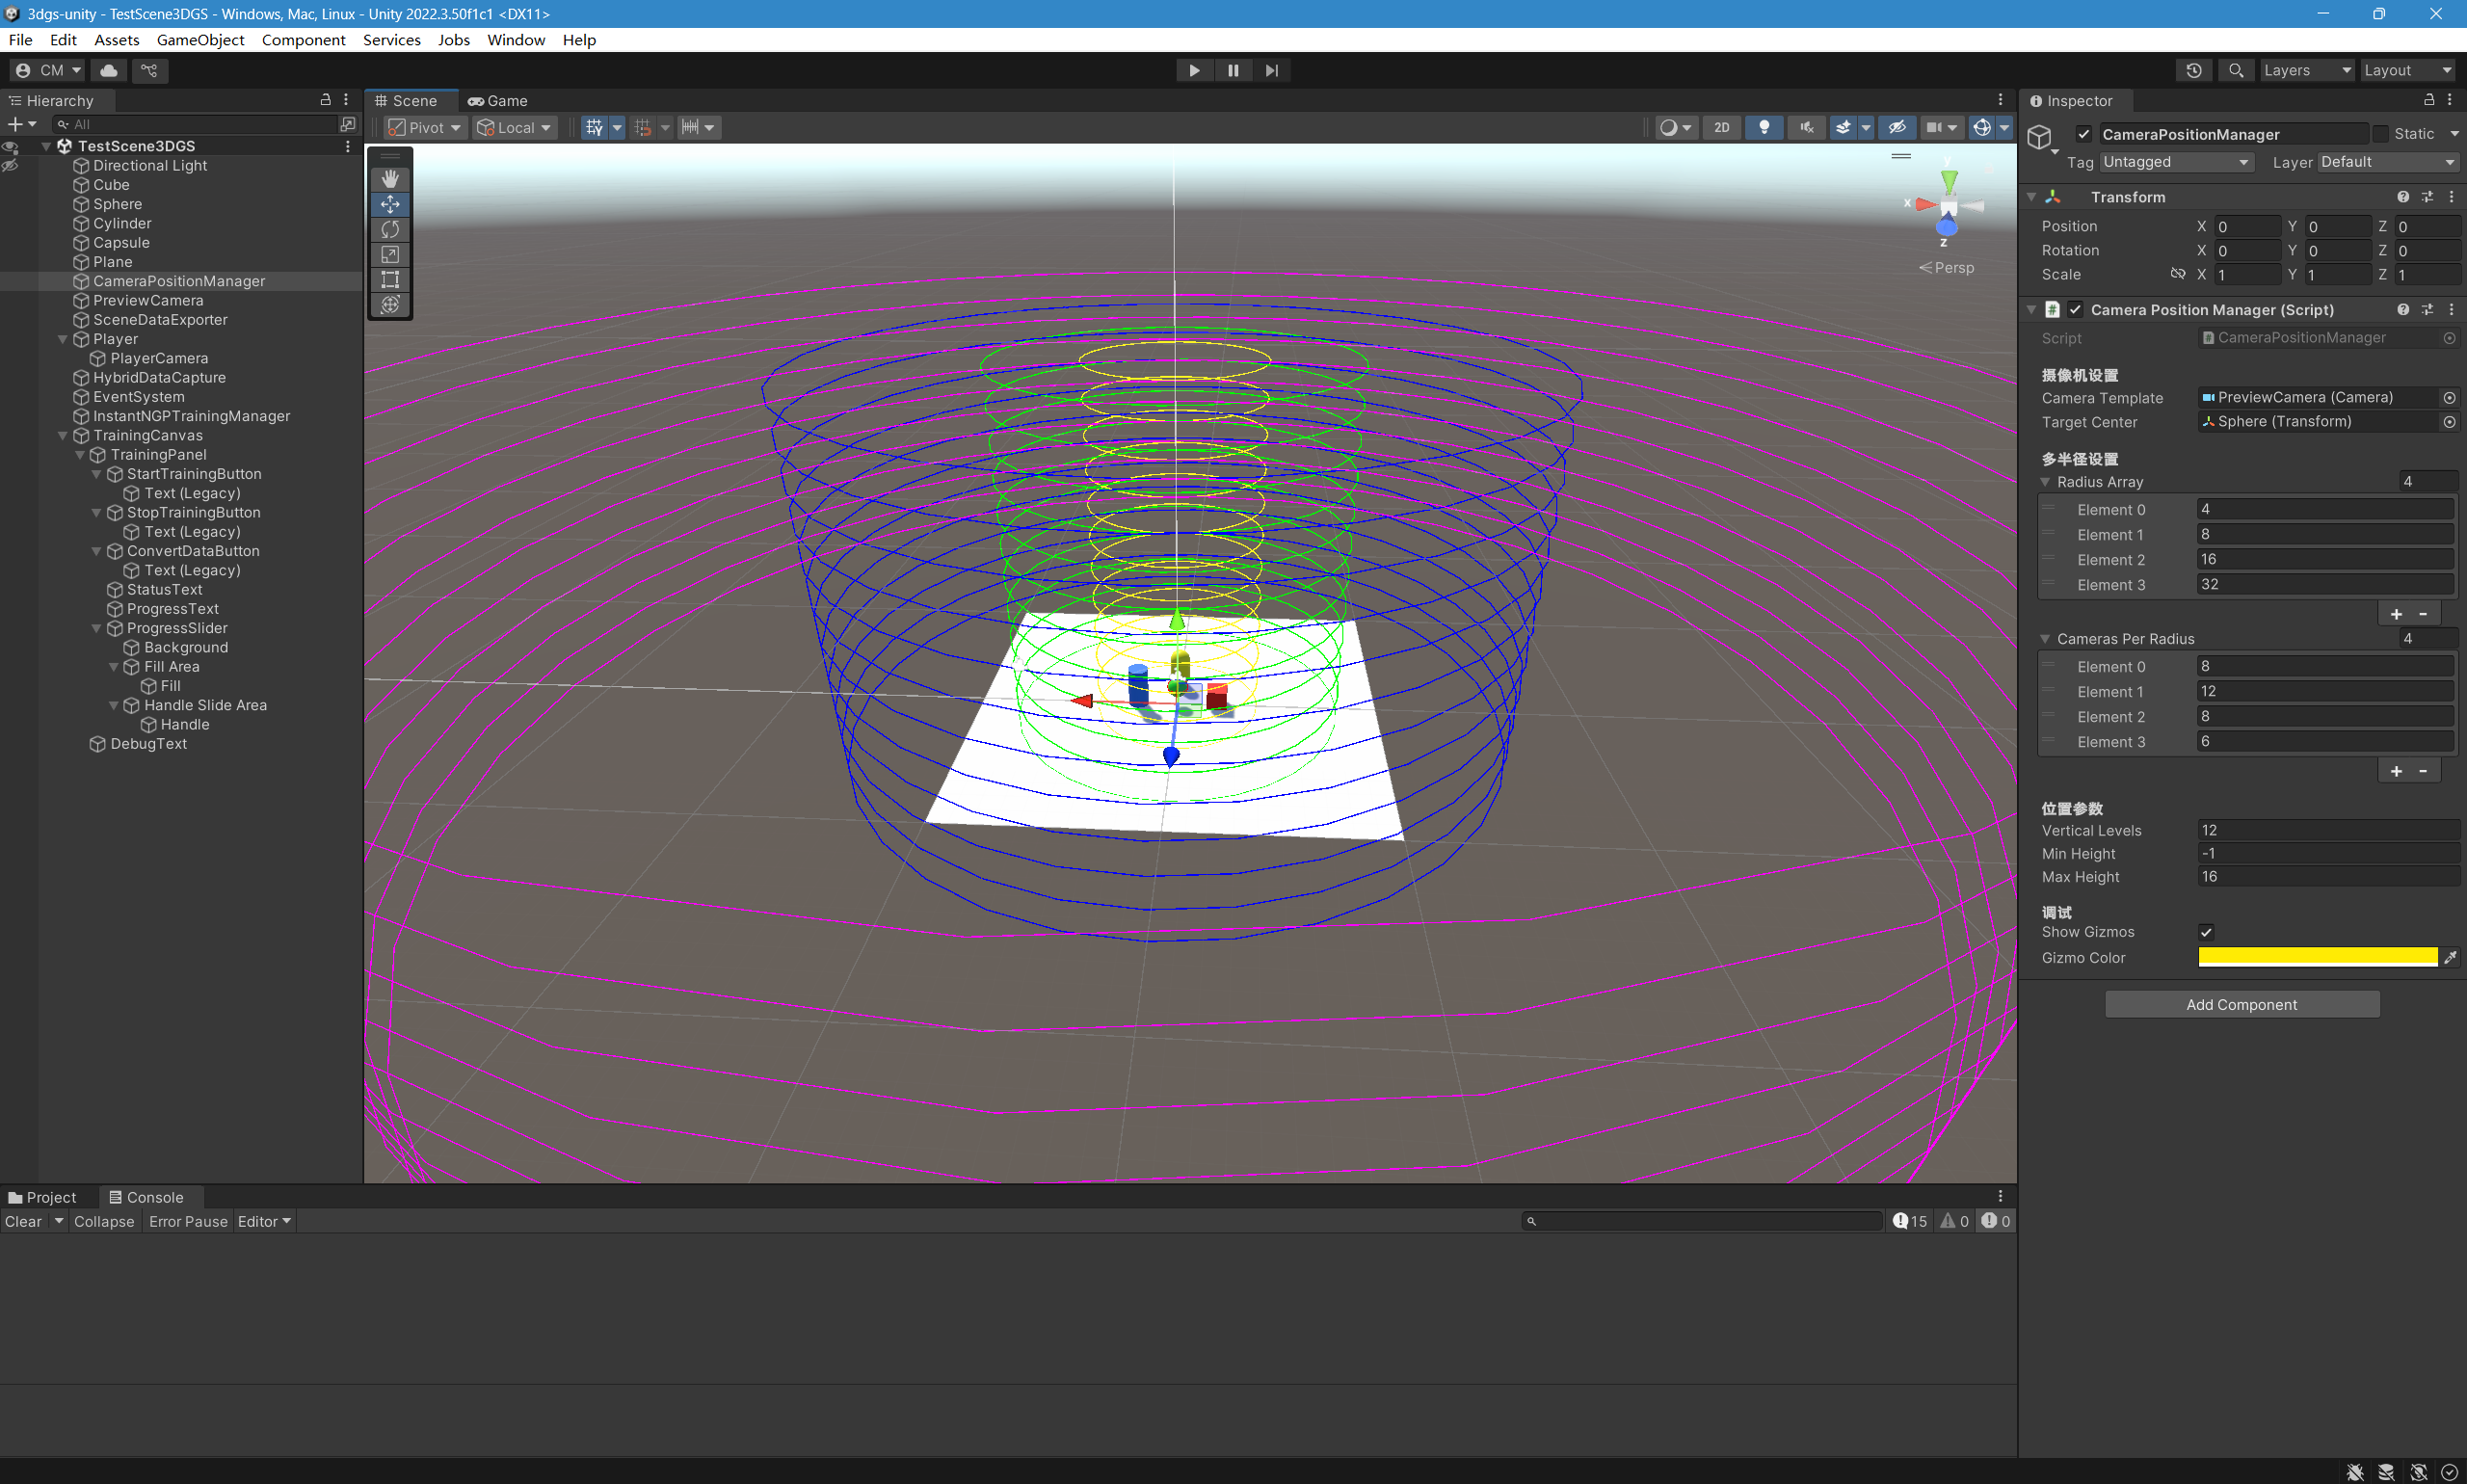 3dgs-unity - TestScene3DGS - Windows, Mac, Linux - Unity 2022.3.50f1c1 <DX11>
File Edit Assets GameObject Component Services Jobs Window Help
CM
Layers
Layout
Hierarchy
All
TestScene3DGS
Directional Light
Cube
Sphere
Cylinder
Capsule
Plane
CameraPositionManager
PreviewCamera
SceneDataExporter
Player
PlayerCamera
HybridDataCapture
EventSystem
InstantNGPTrainingManager
TrainingCanvas
TrainingPanel
StartTrainingButton
Text (Legacy)
StopTrainingButton
Text (Legacy)
ConvertDataButton
Text (Legacy)
StatusText
ProgressText
ProgressSlider
Background
Fill Area
Fill
Handle Slide Area
Handle
DebugText
Scene
Game
Pivot
Local
2D
y
x
z
Persp
Project
Console
Clear
Collapse
Error Pause
Editor
15
0
0
Inspector
CameraPositionManager
Static
Tag Untagged
Layer Default
Transform
Position X 0 Y 0 Z 0
Rotation X 0 Y 0 Z 0
Scale X 1 Y 1 Z 1
# Camera Position Manager (Script)
Script CameraPositionManager
摄像机设置
Camera Template PreviewCamera (Camera)
Target Center Sphere (Transform)
多半径设置
Radius Array 4
Element 0 4
Element 1 8
Element 2 16
Element 3 32
+ -
Cameras Per Radius 4
Element 0 8
Element 1 12
Element 2 8
Element 3 6
+ -
位置参数
Vertical Levels 12
Min Height -1
Max Height 16
调试
Show Gizmos
Gizmo Color
Add Component